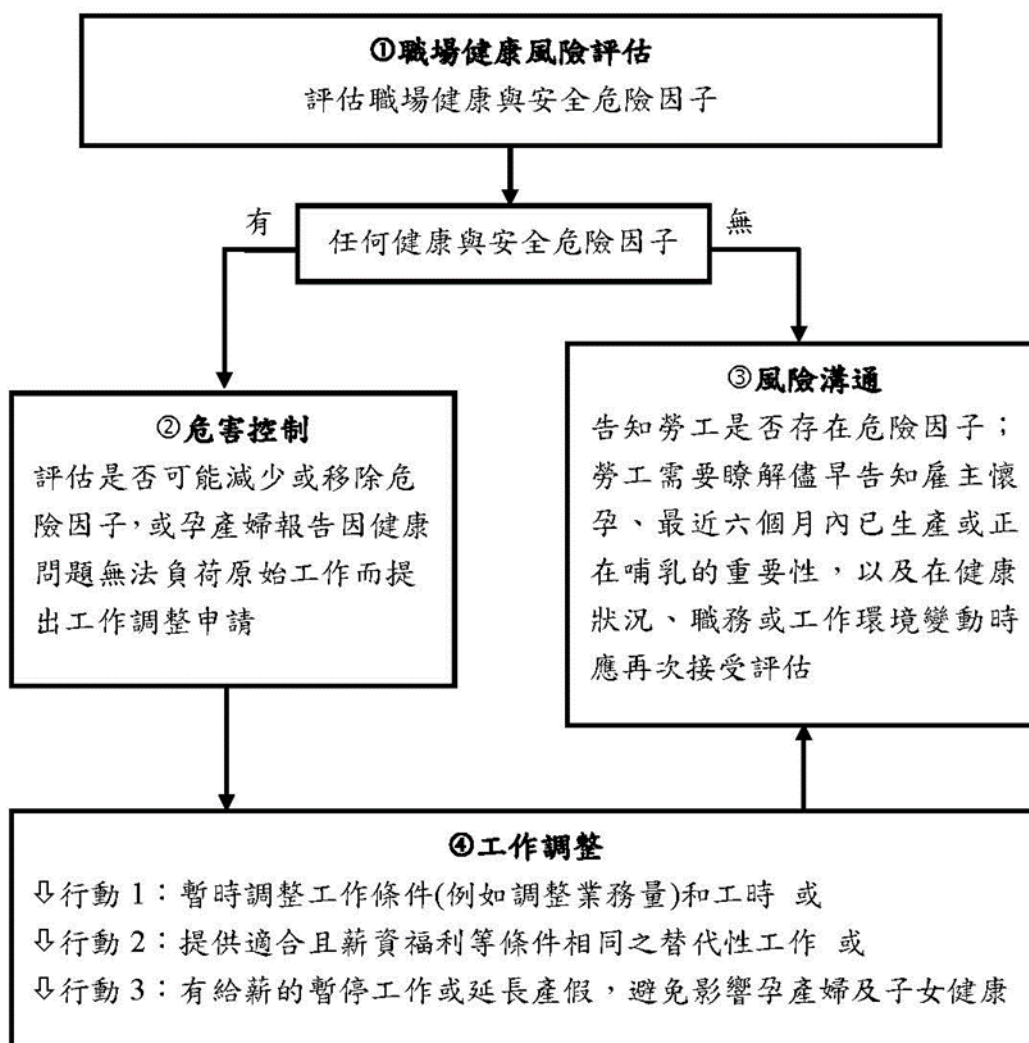 ①職場健康風險評估
評估職場健康與安全危險因子
有
任何健康與安全危險因子
無
②危害控制
評估是否可能減少或移除危
險因子,或孕產婦報告因健康
問題無法負荷原始工作而提
出工作調整申請
③風險溝通
告知勞工是否存在危險因子；
勞工需要瞭解儘早告知雇主懷
孕、最近六個月內已生產或正
在哺乳的重要性，以及在健康
狀況、職務或工作環境變動時
應再次接受評估
④工作調整
⇩行動 1：暫時調整工作條件(例如調整業務量)和工時 或
⇩行動 2：提供適合且薪資福利等條件相同之替代性工作 或
⇩行動 3：有給薪的暫停工作或延長產假，避免影響孕產婦及子女健康